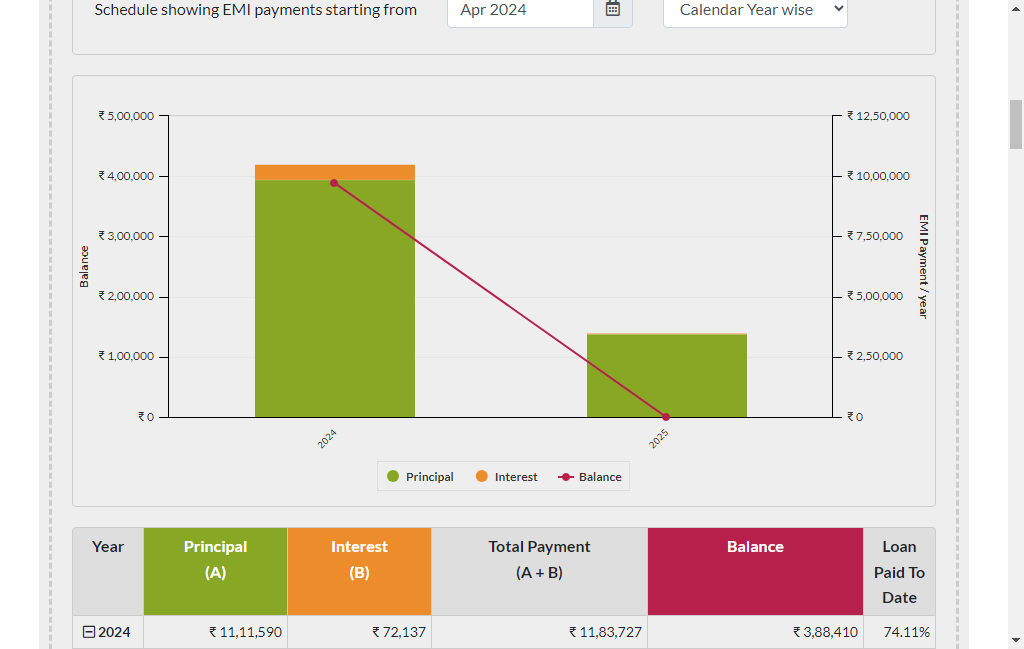 Schedule showing EMI payments starting from
Apr 2024
Calendar Year wise
₹ 5,00,000
₹ 4,00,000
₹ 3,00,000
₹ 2,00,000
₹ 1,00,000
₹ 0
Balance
₹ 12,50,000
₹ 10,00,000
₹ 7,50,000
₹ 5,00,000
₹ 2,50,000
₹ 0
EMI Payment / year
2024
2025
Principal
Interest
Balance
Year
Principal
(A)
Interest
(B)
Total Payment
(A + B)
Balance
Loan
Paid To
Date
2024
₹ 11,11,590
₹ 72,137
₹ 11,83,727
₹ 3,88,410
74.11%